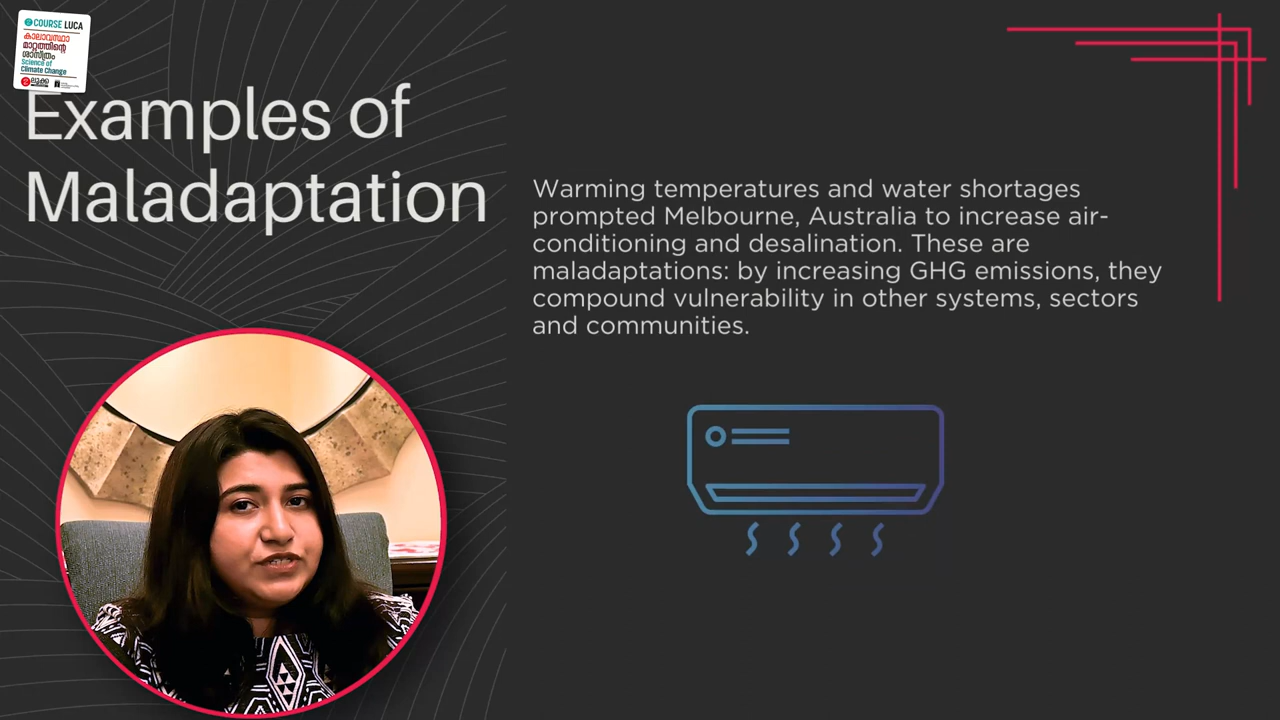 COURSE LUCA
കാലാവസ്ഥാ
മാറ്റത്തിന്റെ
ശാസ്ത്രം
Science of
Climate Change
ലൂക്ക
Examples of
Maladaptation
Warming temperatures and water shortages
prompted Melbourne, Australia to increase air-
conditioning and desalination. These are
maladaptations: by increasing GHG emissions, they
compound vulnerability in other systems, sectors
and communities.